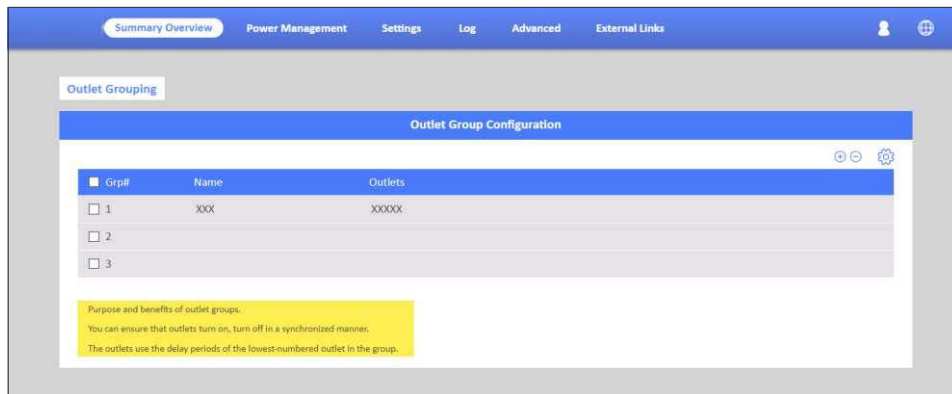 Summary Overview Power Management Settings Log Advanced External Links
Outlet Grouping
Outlet Group Configuration
Grp# Name Outlets
1 XXX XXXXX
2
3
Purpose and benefits of outlet groups.
You can ensure that outlets turn on, turn off in a synchronized manner.
The outlets use the delay periods of the lowest-numbered outlet in the group.